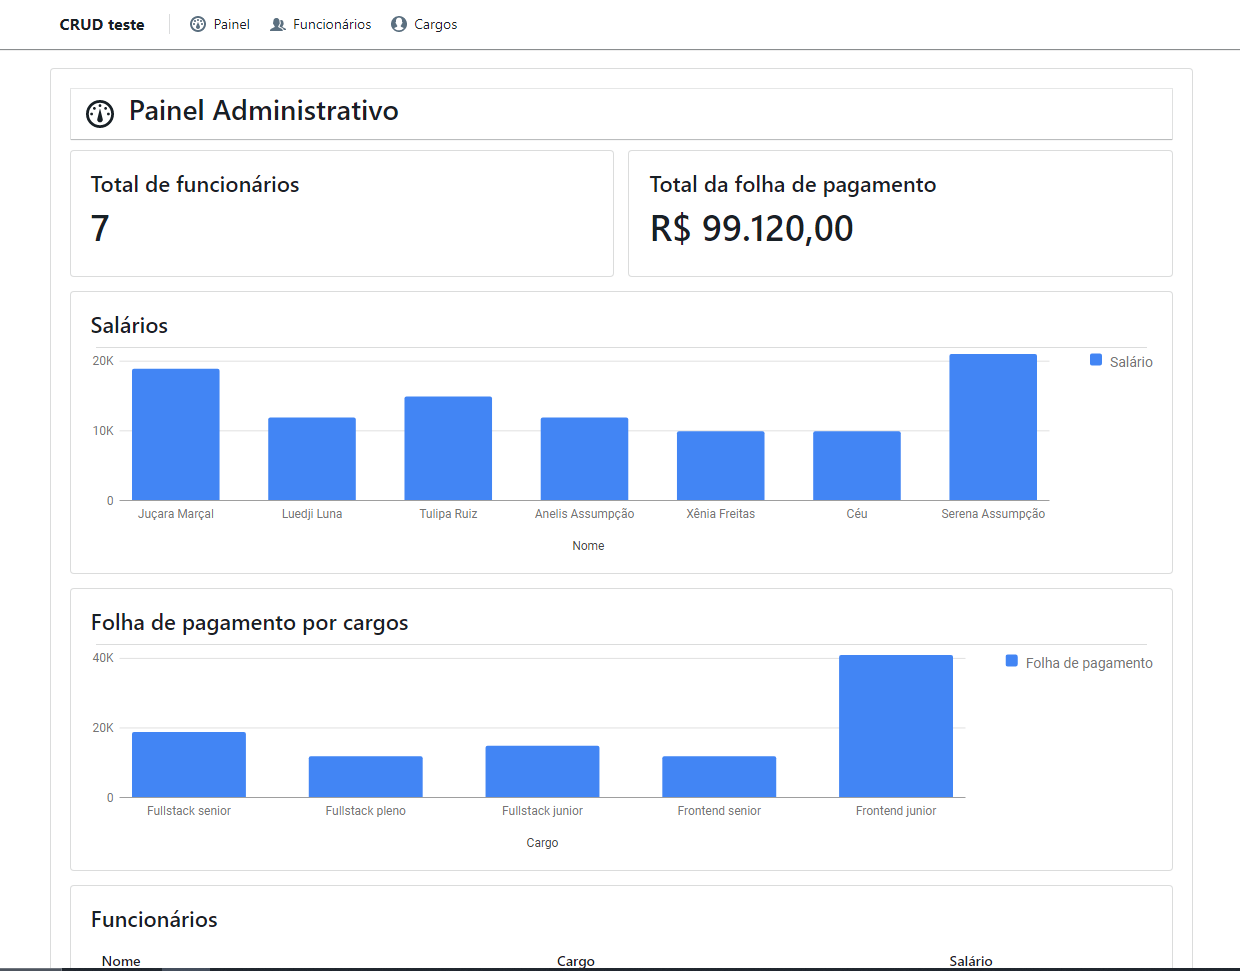 CRUD teste Painel Funcionários Cargos
Painel Administrativo
Total de funcionários
7
Total da folha de pagamento
R$ 99.120,00
Salários
20K
10K
0
Juçara Marçal Luedji Luna Tulipa Ruiz Anelis Assumpção Xênia Freitas Céu Serena Assumpção
Nome
Salário
Folha de pagamento por cargos
40K
20K
0
Fullstack senior Fullstack pleno Fullstack junior Frontend senior Frontend junior
Cargo
Folha de pagamento
Funcionários
Nome Cargo Salário